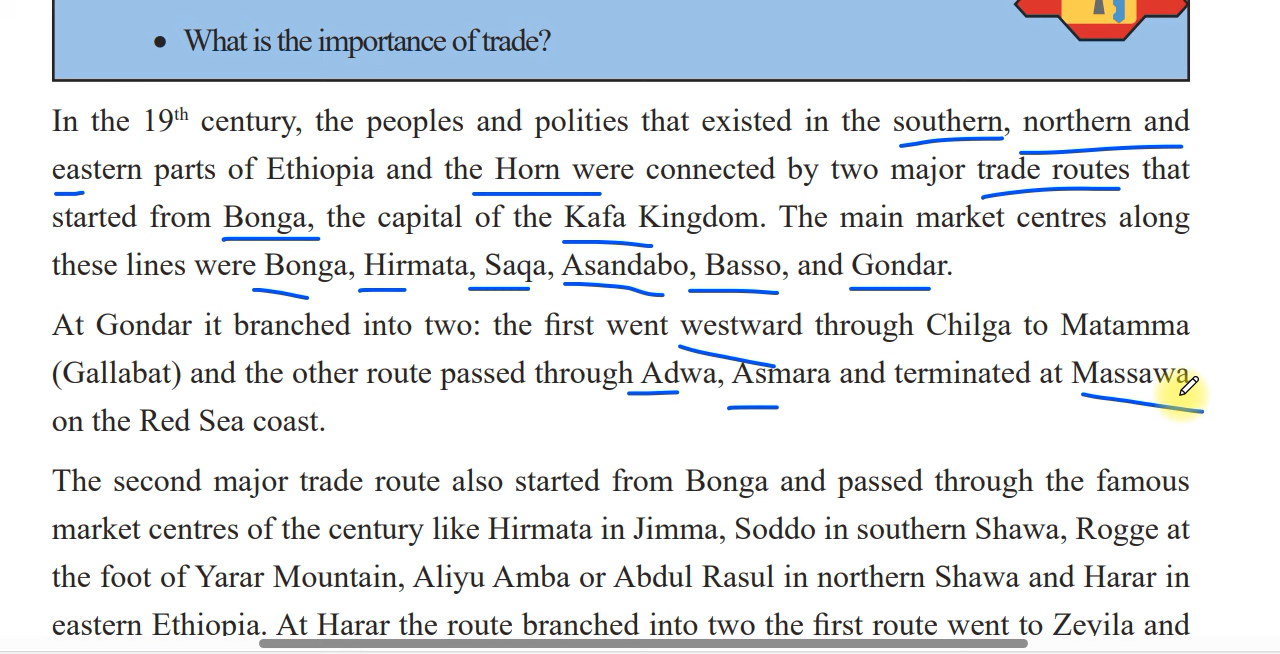 • What is the importance of trade?
In the 19th century, the peoples and polities that existed in the southern, northern and
eastern parts of Ethiopia and the Horn were connected by two major trade routes that
started from Bonga, the capital of the Kafa Kingdom. The main market centres along
these lines were Bonga, Hirmata, Saqa, Asandabo, Basso, and Gondar.
At Gondar it branched into two: the first went westward through Chilga to Matamma
(Gallabat) and the other route passed through Adwa, Asmara and terminated at Massawa
on the Red Sea coast.
The second major trade route also started from Bonga and passed through the famous
market centres of the century like Hirmata in Jimma, Soddo in southern Shawa, Rogge at
the foot of Yarar Mountain, Aliyu Amba or Abdul Rasul in northern Shawa and Harar in
eastern Ethiopia. At Harar the route branched into two the first route went to Zeyila and